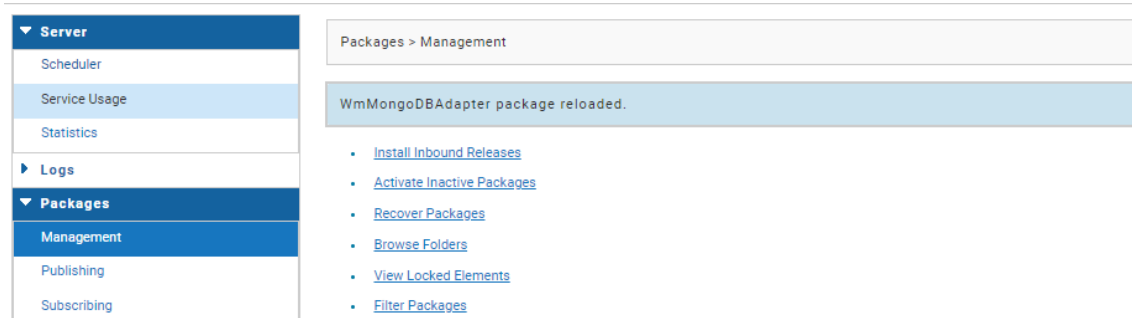 Server
Scheduler
Service Usage
Statistics
Logs
Packages
Management
Publishing
Subscribing
Packages > Management
WmMongoDBAdapter package reloaded.
Install Inbound Releases
Activate Inactive Packages
Recover Packages
Browse Folders
View Locked Elements
Filter Packages